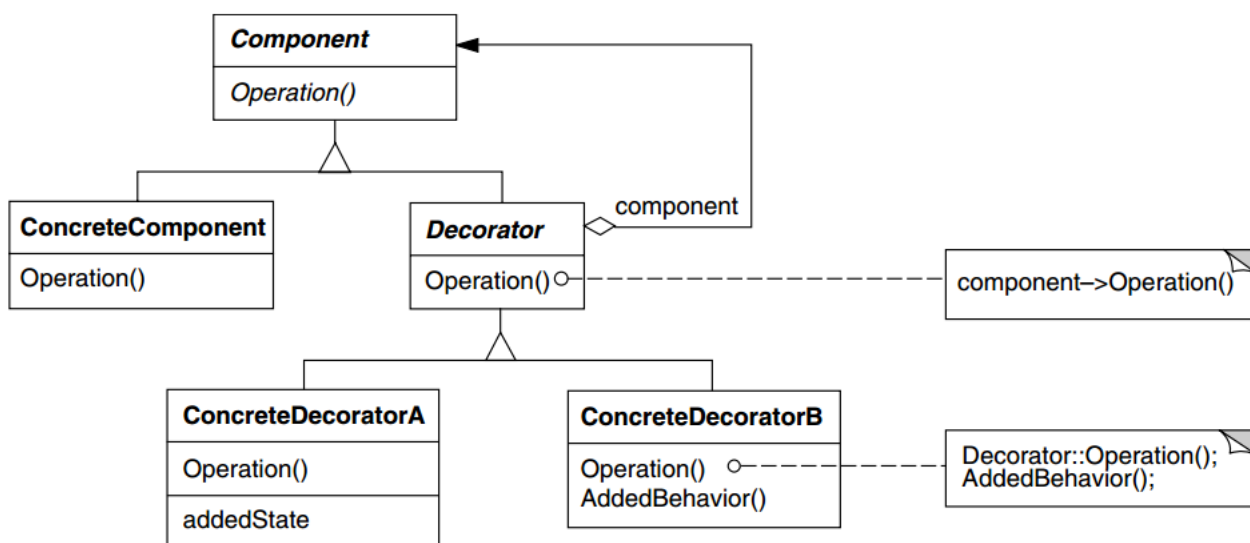 Component
Operation()
ConcreteComponent
Operation()
Decorator
Operation()
component
component–>Operation()
ConcreteDecoratorA
Operation()
addedState
ConcreteDecoratorB
Operation()
AddedBehavior()
Decorator::Operation();
AddedBehavior();